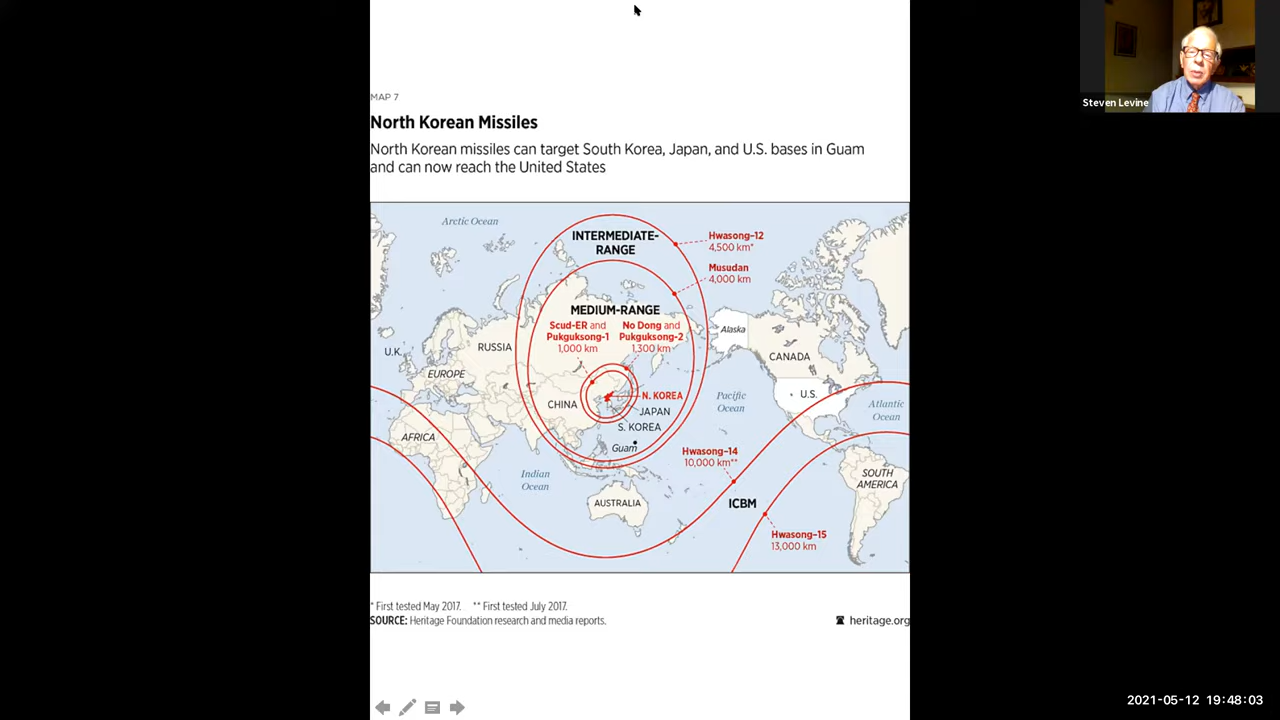 MAP 7
North Korean Missiles
North Korean missiles can target South Korea, Japan, and U.S. bases in Guam
and can now reach the United States
Steven Levine
Arctic Ocean
INTERMEDIATE-
RANGE
Hwasong–12
4,500 km*
Musudan
4,000 km
MEDIUM-RANGE
Scud-ER and
Pukguksong-1
1,000 km
No Dong and
Pukguksong-2
1,300 km
Alaska
U.K.
RUSSIA
CANADA
EUROPE
U.S.
N. KOREA
CHINA
JAPAN
Pacific
Ocean
Atlantic
Ocean
S. KOREA
AFRICA
Guam
Hwasong–14
10,000 km**
Indian
Ocean
SOUTH
AMERICA
AUSTRALIA
ICBM
Hwasong–15
13,000 km
* First tested May 2017. ** First tested July 2017.
SOURCE: Heritage Foundation research and media reports.
heritage.org
2021-05-12 19:48:03